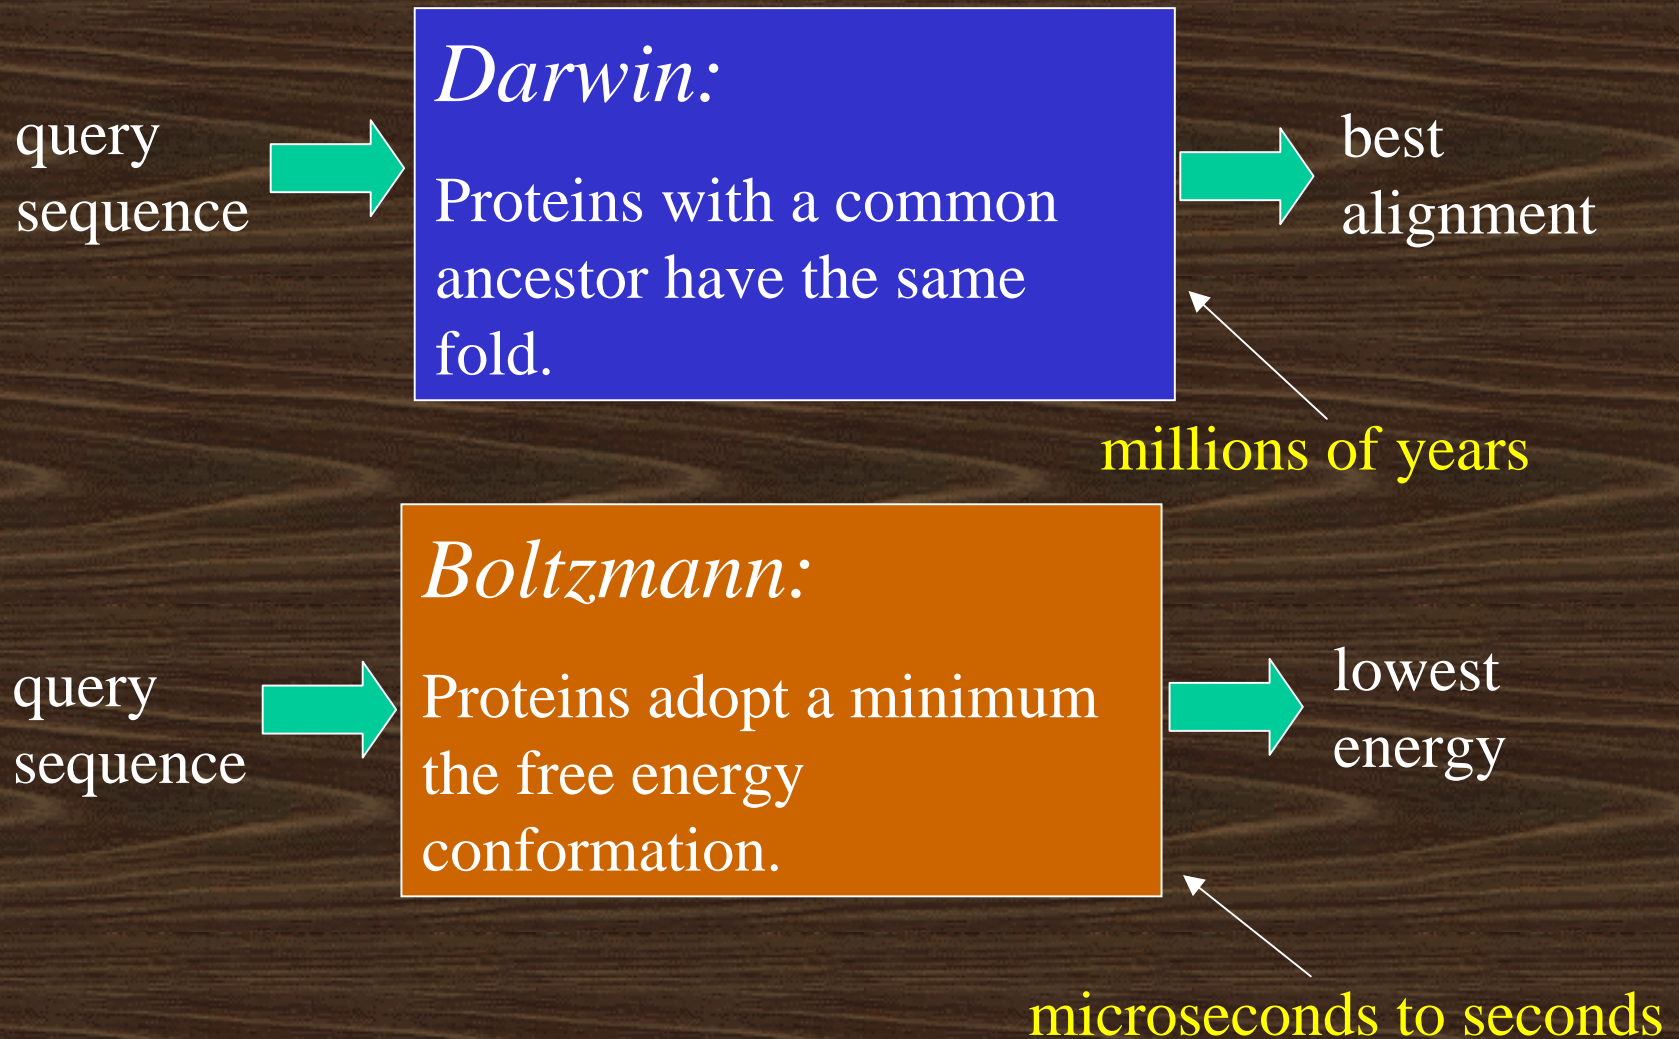 query
sequence
Darwin:
Proteins with a common
ancestor have the same
fold.
best
alignment
millions of years
query
sequence
Boltzmann:
Proteins adopt a minimum
the free energy
conformation.
lowest
energy
microseconds to seconds